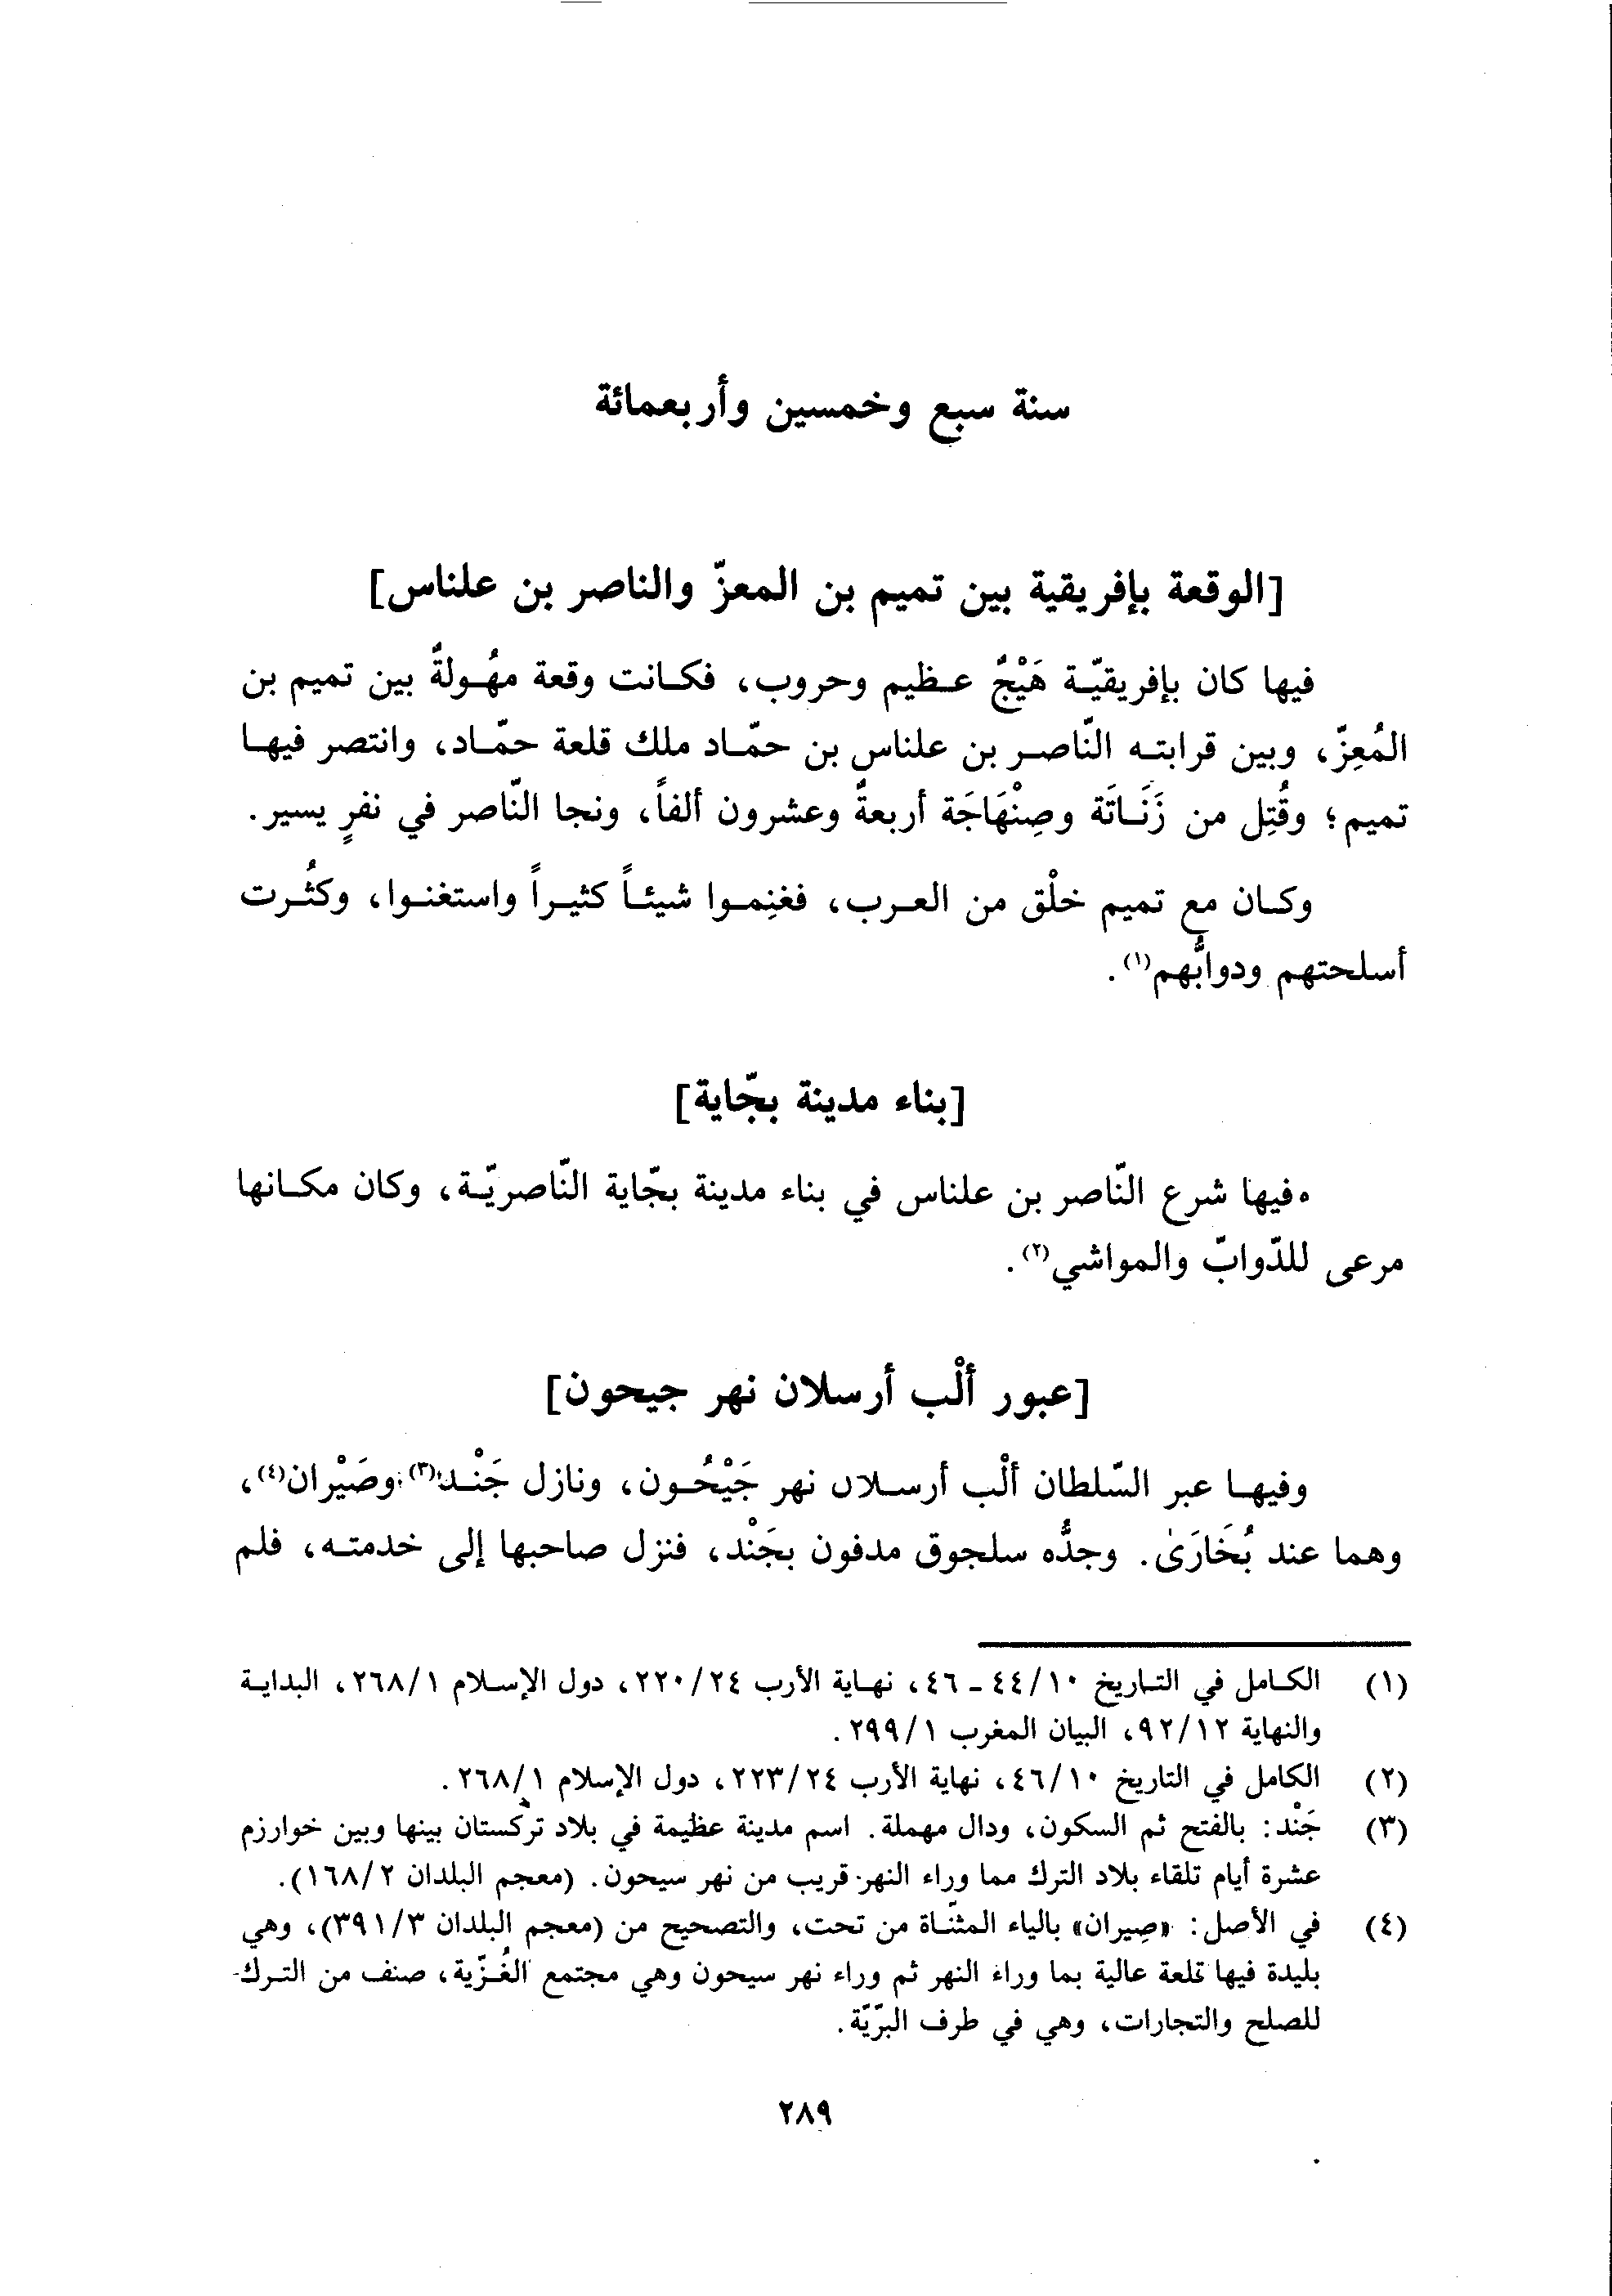 سنة سبع وخمسين وأربعمائة
[الوقعة بإفريقية بين تميم بن المعزّ والناصر بن علناس]
فيها كان بإفريقيّة هَيْجٌ عظيم وحروب، فكانت وقعة مهُولةٌ بين تميم بن
المُعِزّ، وبين قرابته النّاصر بن علناس بن حمّاد ملك قلعة حمّاد، وانتصر فيها
تميم؛ وقُتِل من زَنَاتَة وصِنْهَاجَة أربعةٌ وعشرون ألفاً، ونجا النّاصر في نفرٍ يسير.
وكان مع تميم خلْق من العرب، فغنِموا شيئاً كثيراً واستغنوا، وكثُرت
أسلحتهم ودوابُّهم(١).
[بناء مدينة بجّاية]
فيها شرع النّاصر بن علناس في بناء مدينة بجّاية النّاصريّة، وكان مكانها
مرعى للدّوابّ والمواشي(٢).
[عبور ألْب أرسلان نهر جيحون]
وفيها عبر السّلطان ألْب أرسلان نهر جَيْحُون، ونازل جَنْد(٣) وصَيْران(٤)،
وهما عند بُخَارَىٰ. وجدُّه سلجوق مدفون بجَنْد، فنزل صاحبها إلى خدمته، فلم
(١) الكامل في التاريخ ١٠/٤٤ ـ ٤٦، نهاية الأرب ٢٤/٢٢٠، دول الإسلام ١/٢٦٨، البداية
والنهاية ١٢/٩٢، البيان المغرب ١/٢٩٩.
(٢) الكامل في التاريخ ١٠/٤٦، نهاية الأرب ٢٤/٢٢٣، دول الإسلام ١/٢٦٨.
(٣) جَنْد: بالفتح ثم السكون، ودال مهملة. اسم مدينة عظيمة في بلاد تركستان بينها وبين خوارزم
عشرة أيام تلقاء بلاد الترك مما وراء النهر قريب من نهر سيحون. (معجم البلدان ٢/١٦٨).
(٤) في الأصل: «صِيران» بالياء المثنّاة من تحت، والتصحيح من (معجم البلدان ٣/٣٩١)، وهي
بليدة فيها قلعة عالية بما وراء النهر ثم وراء نهر سيحون وهي مجتمع الغُزّية، صنف من الترك
للصلح والتجارات، وهي في طرف البرّيّة.
٢٨٩